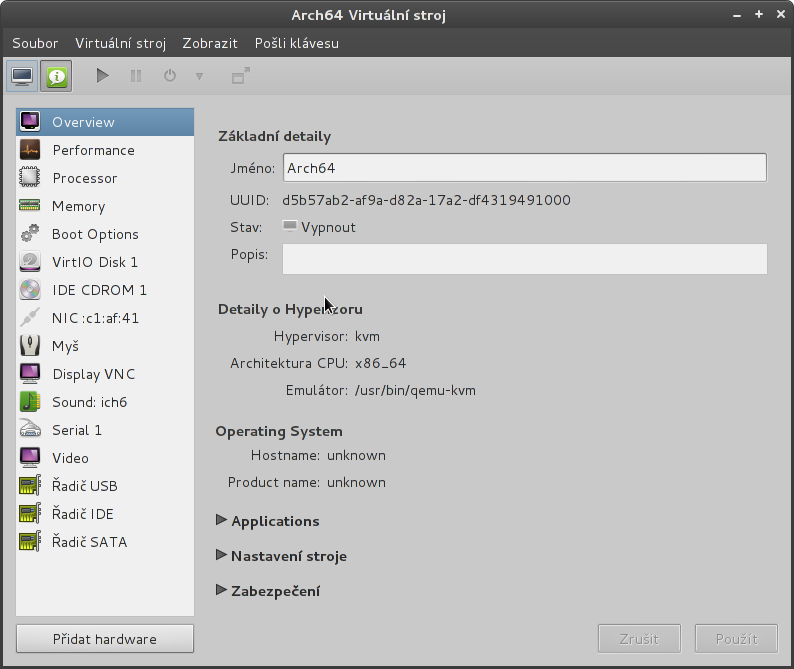 Arch64 Virtuální stroj
Soubor Virtuální stroj Zobrazit Pošli klávesu
Overview
Performance
Processor
Memory
Boot Options
VirtIO Disk 1
IDE CDROM 1
NIC :c1:af:41
Myš
Display VNC
Sound: ich6
Serial 1
Video
Řadič USB
Řadič IDE
Řadič SATA
Přidat hardware
Základní detaily
Jméno: Arch64
UUID: d5b57ab2-af9a-d82a-17a2-df4319491000
Stav: Vypnout
Popis:
Detaily o Hyperizoru
Hypervisor: kvm
Architektura CPU: x86_64
Emulátor: /usr/bin/qemu-kvm
Operating System
Hostname: unknown
Product name: unknown
Applications
Nastavení stroje
Zabezpečení
Zrušit Použít